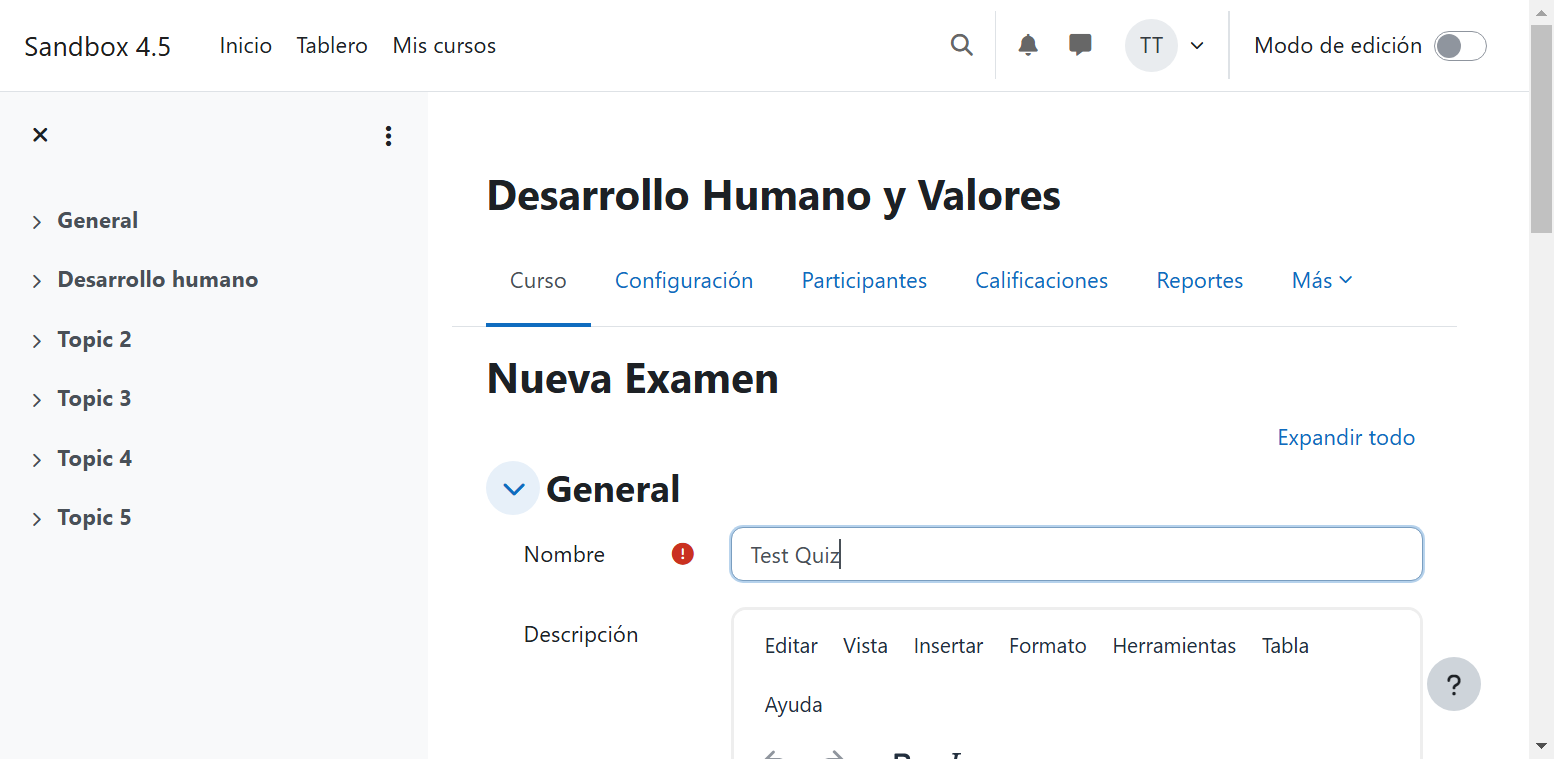 Sandbox 4.5 Inicio Tablero Mis cursos TT Modo de edición
General
Desarrollo humano
Topic 2
Topic 3
Topic 4
Topic 5
Desarrollo Humano y Valores
Curso Configuración Participantes Calificaciones Reportes Más
Nueva Examen
Expandir todo
General
Nombre Test Quiz
Descripción
Editar Vista Insertar Formato Herramientas Tabla
Ayuda
?